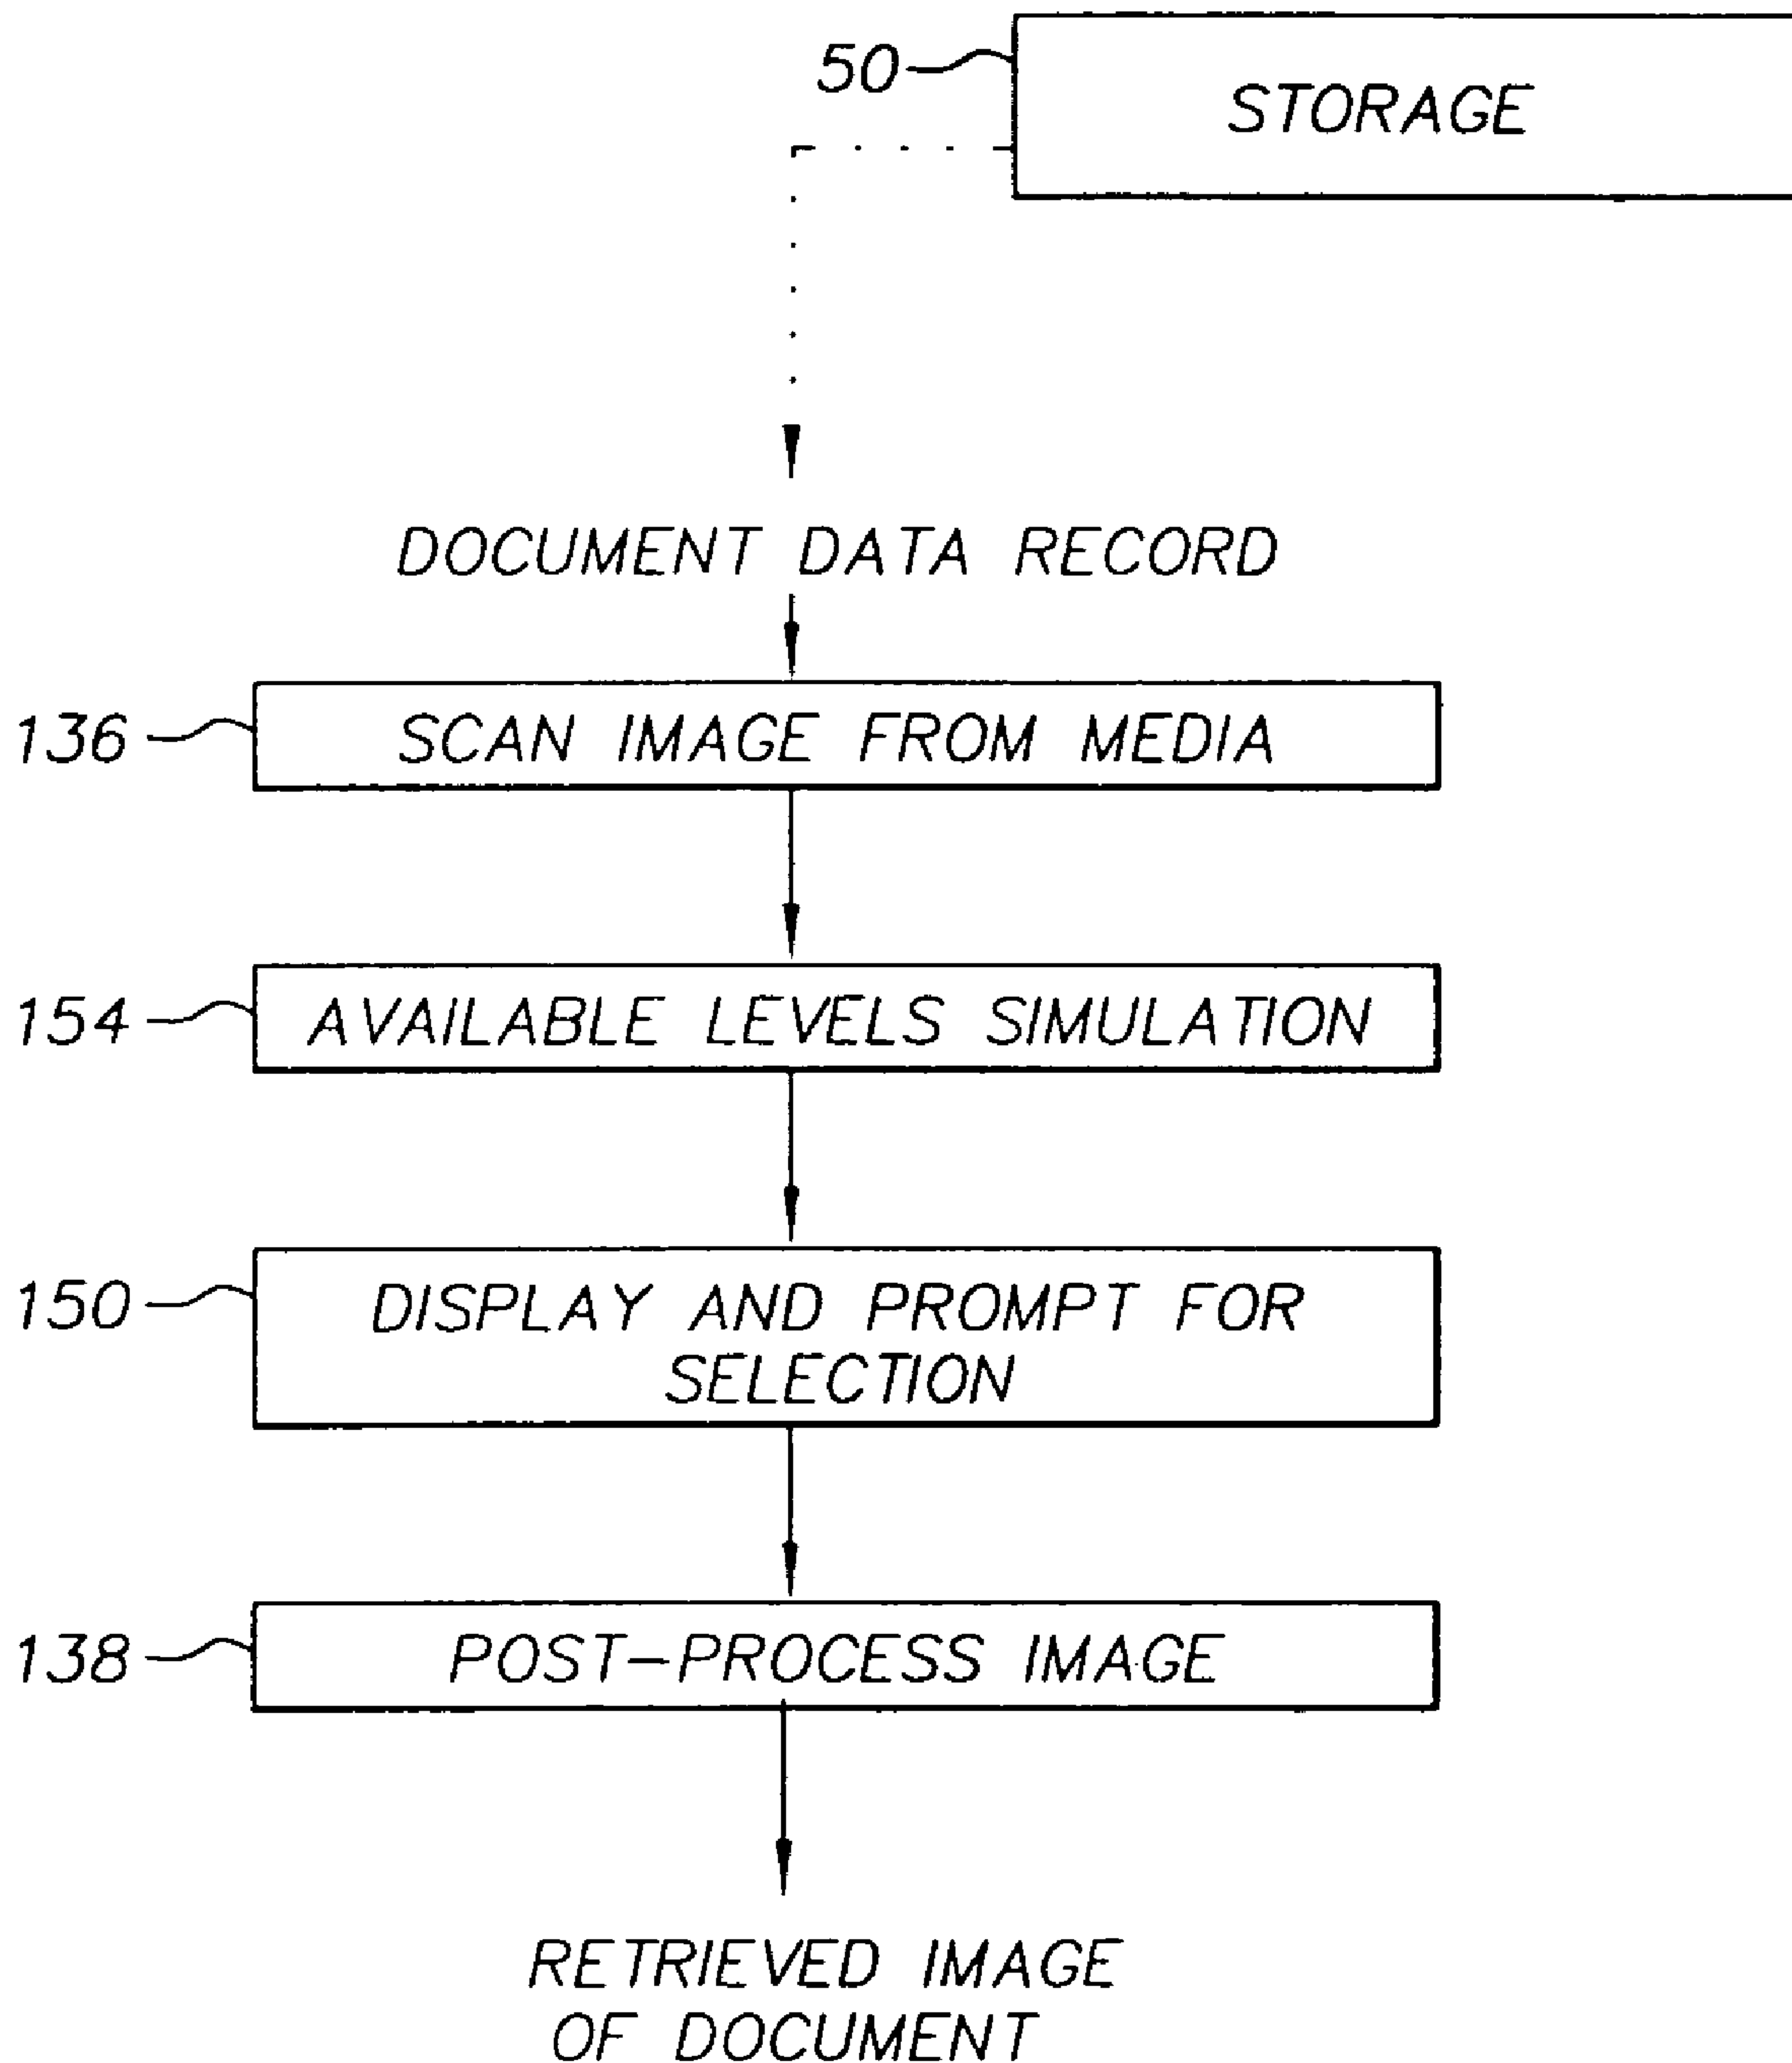 50
STORAGE
DOCUMENT DATA RECORD
136
SCAN IMAGE FROM MEDIA
154
AVAILABLE LEVELS SIMULATION
150
DISPLAY AND PROMPT FOR
SELECTION
138
POST-PROCESS IMAGE
RETRIEVED IMAGE
OF DOCUMENT